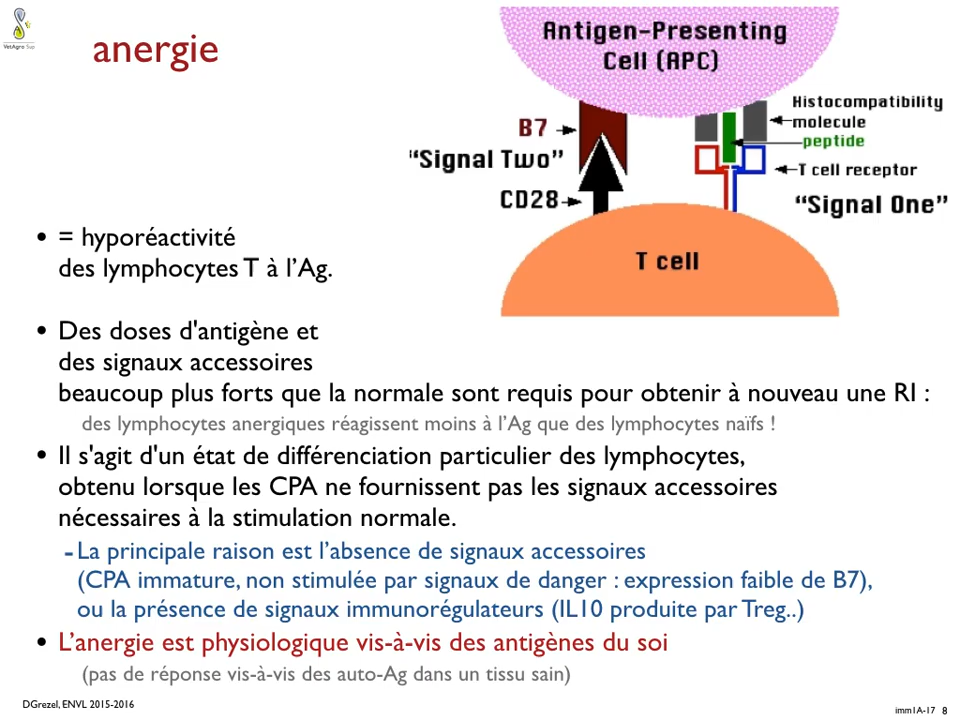 VetAgro Sup
anergie
Antigen-Presenting
Cell (APC)
Histocompatibility
molecule
B7
peptide
“Signal Two”
T cell receptor
CD28
“Signal One”
T cell
• = hyporéactivité
des lymphocytes T à l’Ag.
• Des doses d'antigène et
des signaux accessoires
beaucoup plus forts que la normale sont requis pour obtenir à nouveau une RI :
des lymphocytes anergiques réagissent moins à l’Ag que des lymphocytes naïfs !
• Il s'agit d'un état de différenciation particulier des lymphocytes,
obtenu lorsque les CPA ne fournissent pas les signaux accessoires
nécessaires à la stimulation normale.
- La principale raison est l’absence de signaux accessoires
(CPA immature, non stimulée par signaux de danger : expression faible de B7),
ou la présence de signaux immunorégulateurs (IL10 produite par Treg..)
• L’anergie est physiologique vis-à-vis des antigènes du soi
(pas de réponse vis-à-vis des auto-Ag dans un tissu sain)
DGrezel, ENVL 2015-2016
imm1A-17 8